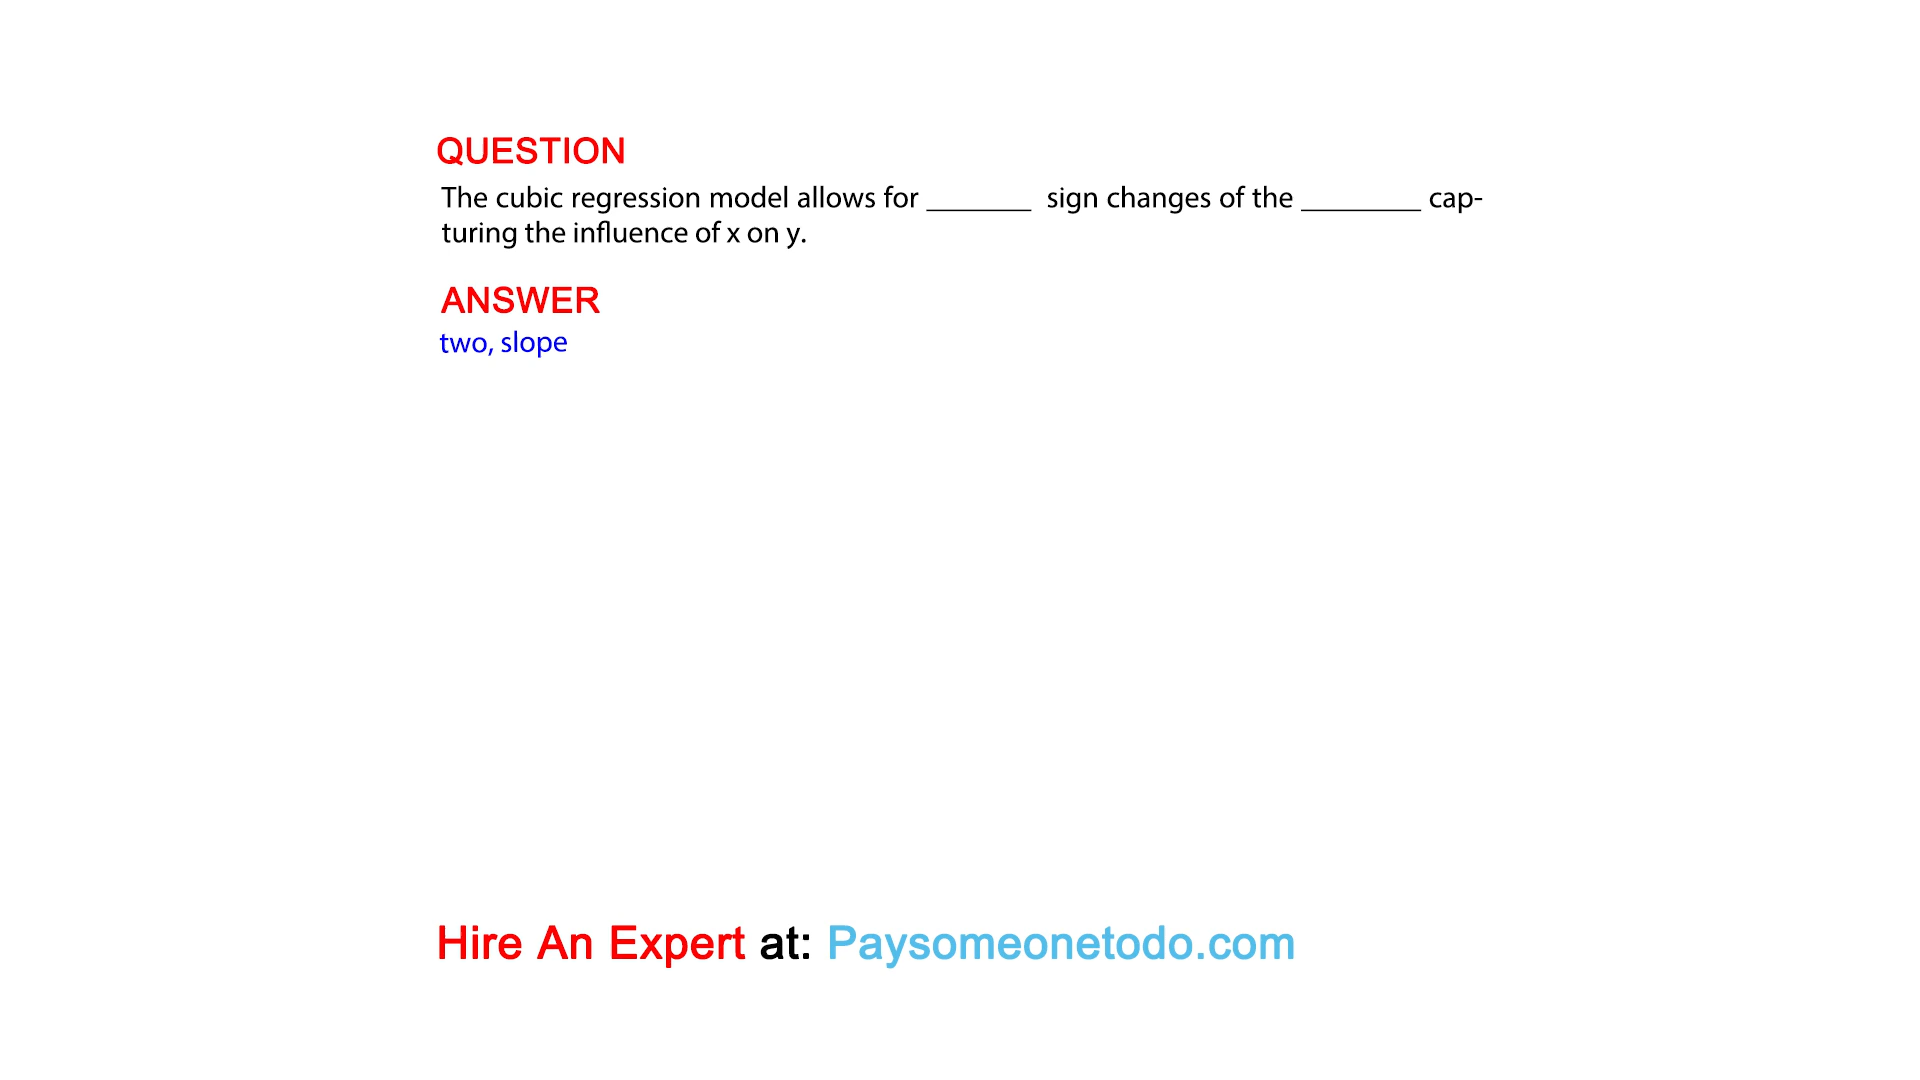 QUESTION
The cubic regression model allows for _______ sign changes of the ________ cap-
turing the influence of x on y.
ANSWER
two, slope
Hire An Expert at: Paysomeonetodo.com